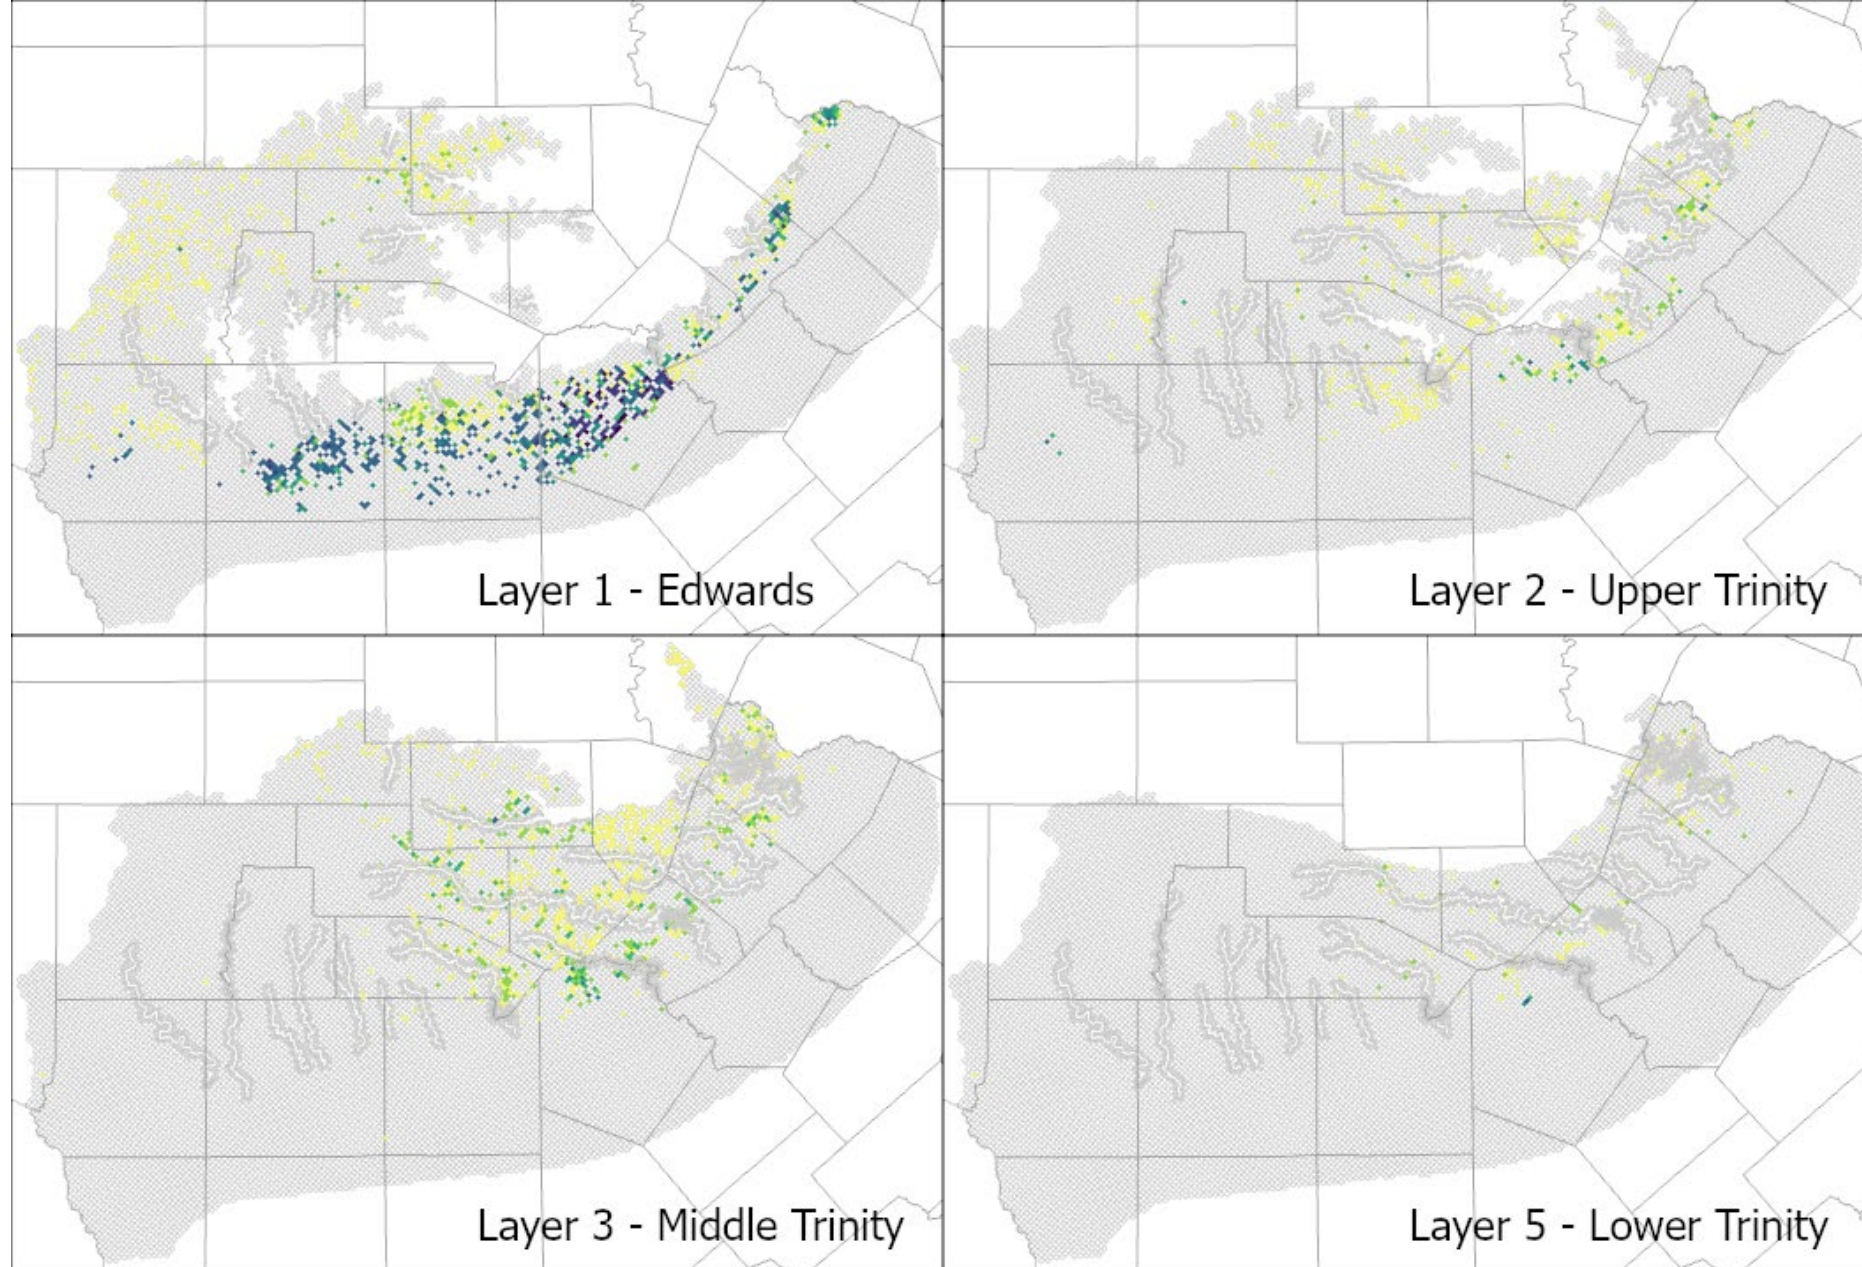 Layer 1 - Edwards
Layer 2 - Upper Trinity
Layer 3 - Middle Trinity
Layer 5 - Lower Trinity